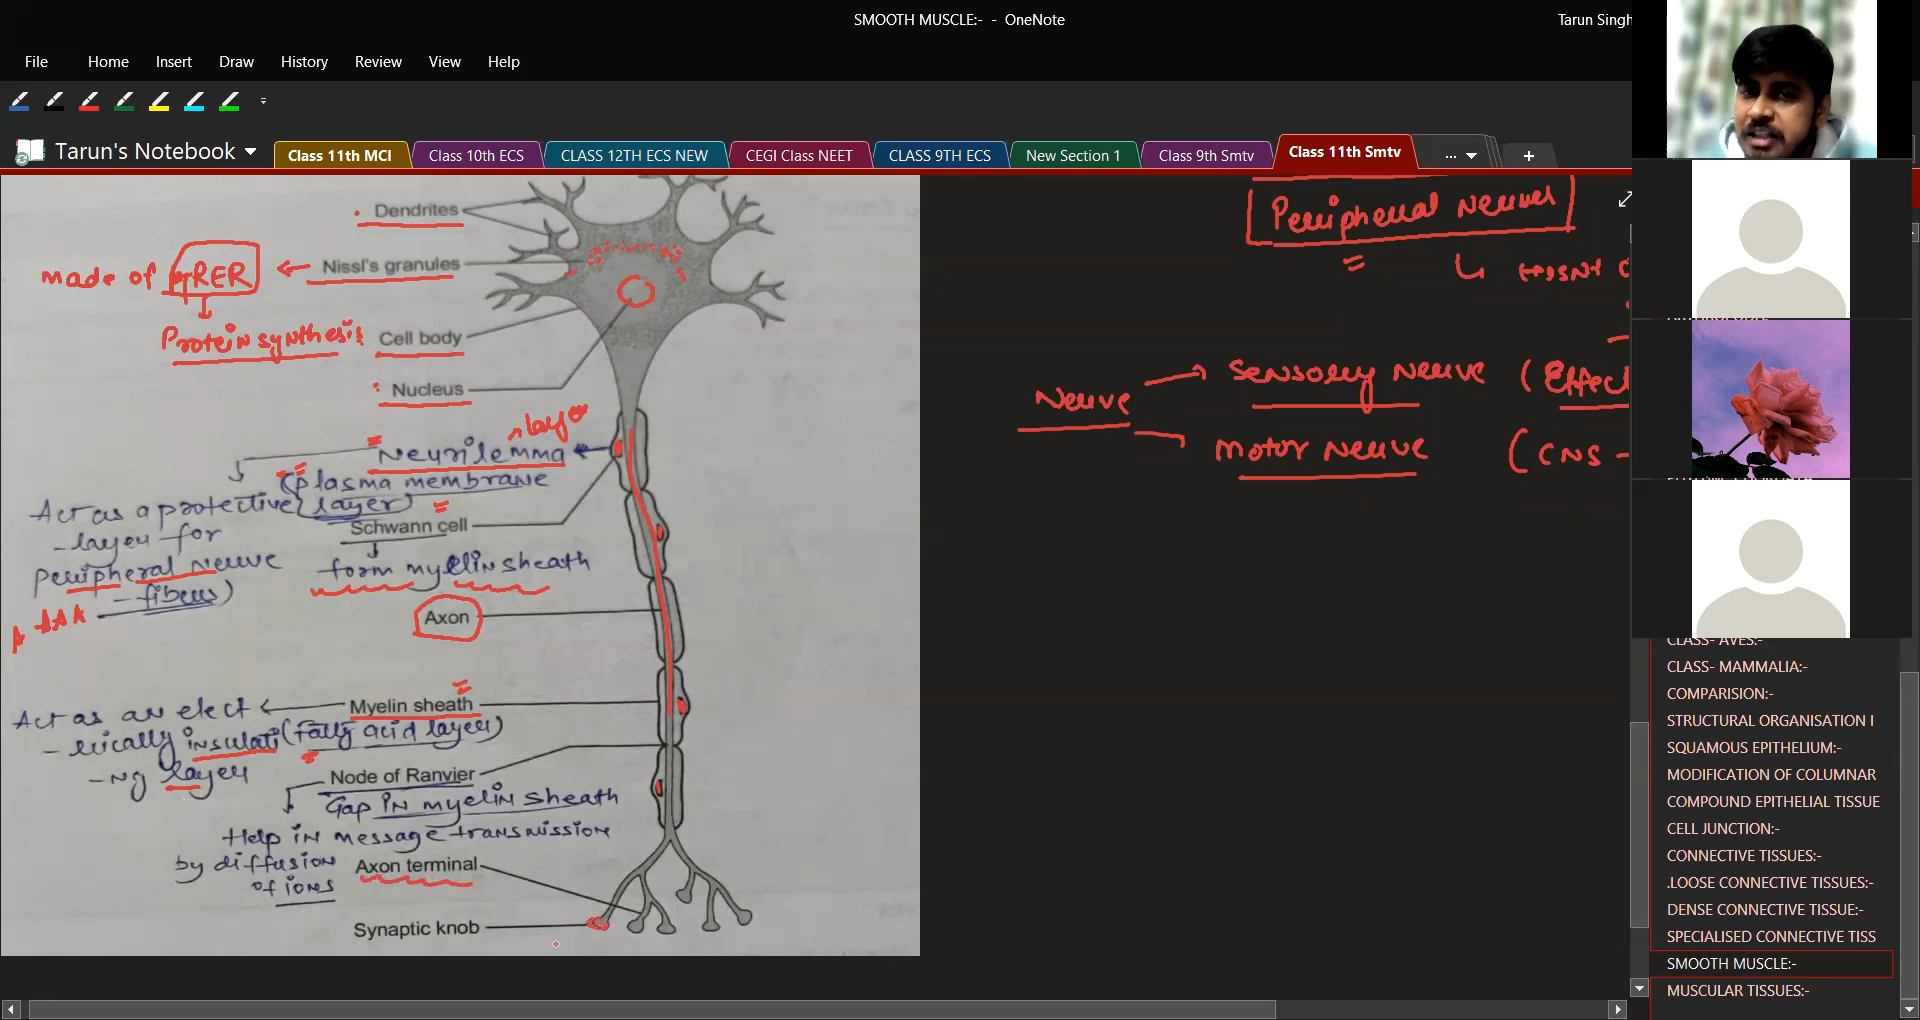 SMOOTH MUSCLE:- - OneNote
Tarun Singh
File Home Insert Draw History Review View Help
Tarun's Notebook
Class 11th MCI
Class 10th ECS
CLASS 12TH ECS NEW
CEGI Class NEET
CLASS 9TH ECS
New Section 1
Class 9th Smtv
Class 11th Smtv
...
+
Dendrites
made of RER
Nissl's granules
Protein synthesis
Cell body
Nucleus
layer
Neurilemma
(plasma membrane
layer)
Act as a protective
-layer for
peripheral nerve
-fibers)
Schwann cell
form myelin sheath
Axon
Myelin sheath
(Fatty acid layer)
Act as an elect
-rically insulati
-ng layer
Node of Ranvier
Gap in myelin sheath
Help in message transmission
by diffusion
of ions
Axon terminal
Synaptic knob
Peripheral Nerves
Nerve
Sensory Nerve (Effec
Motor Nerve (CNS -
CLASS- AVES:-
CLASS- MAMMALIA:-
COMPARISION:-
STRUCTURAL ORGANISATION I
SQUAMOUS EPITHELIUM:-
MODIFICATION OF COLUMNAR
COMPOUND EPITHELIAL TISSUE
CELL JUNCTION:-
CONNECTIVE TISSUES:-
.LOOSE CONNECTIVE TISSUES:-
DENSE CONNECTIVE TISSUE:-
SPECIALISED CONNECTIVE TISS
SMOOTH MUSCLE:-
MUSCULAR TISSUES:-